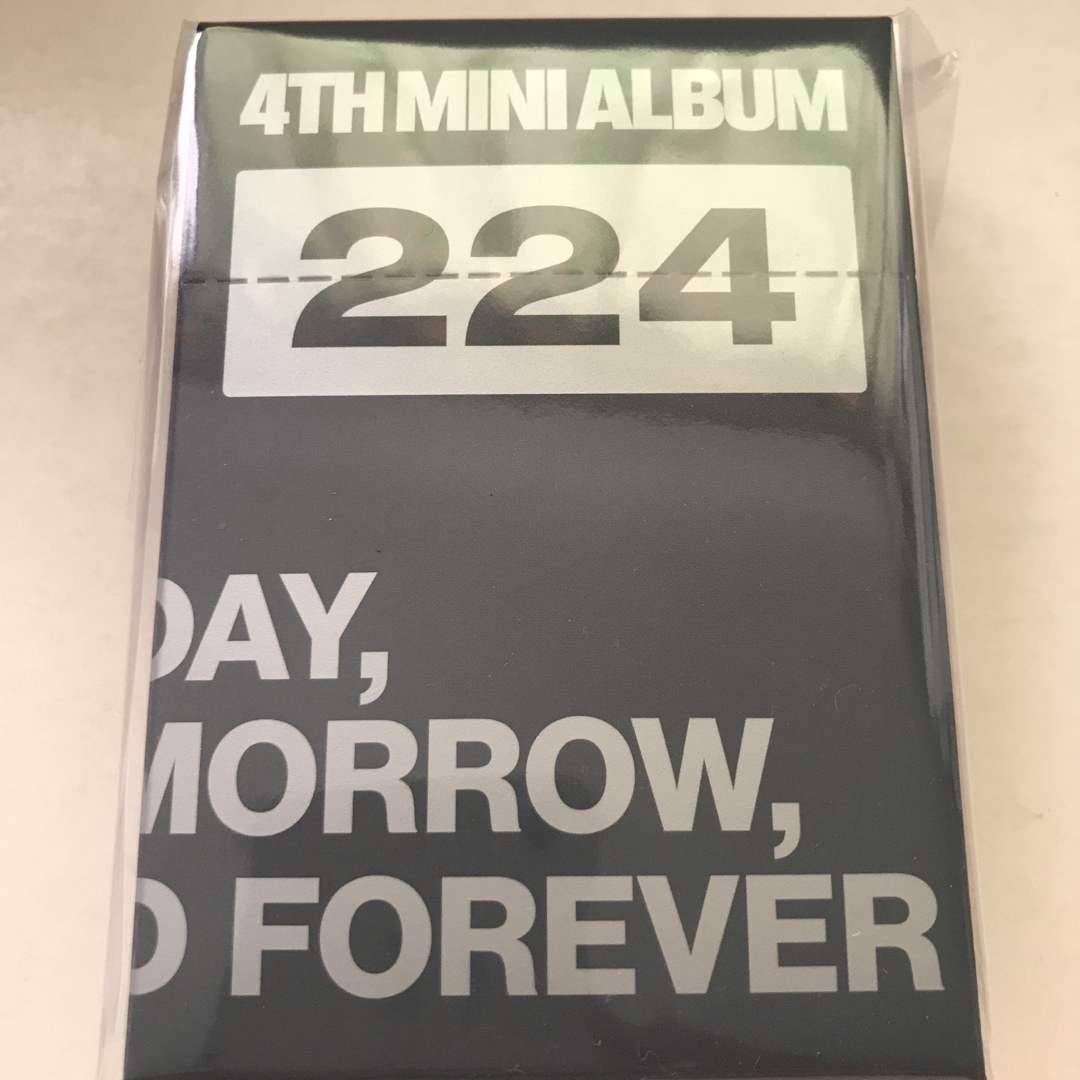 4TH MINI ALBUM
224
DAY,
MORROW,
D FOREVER